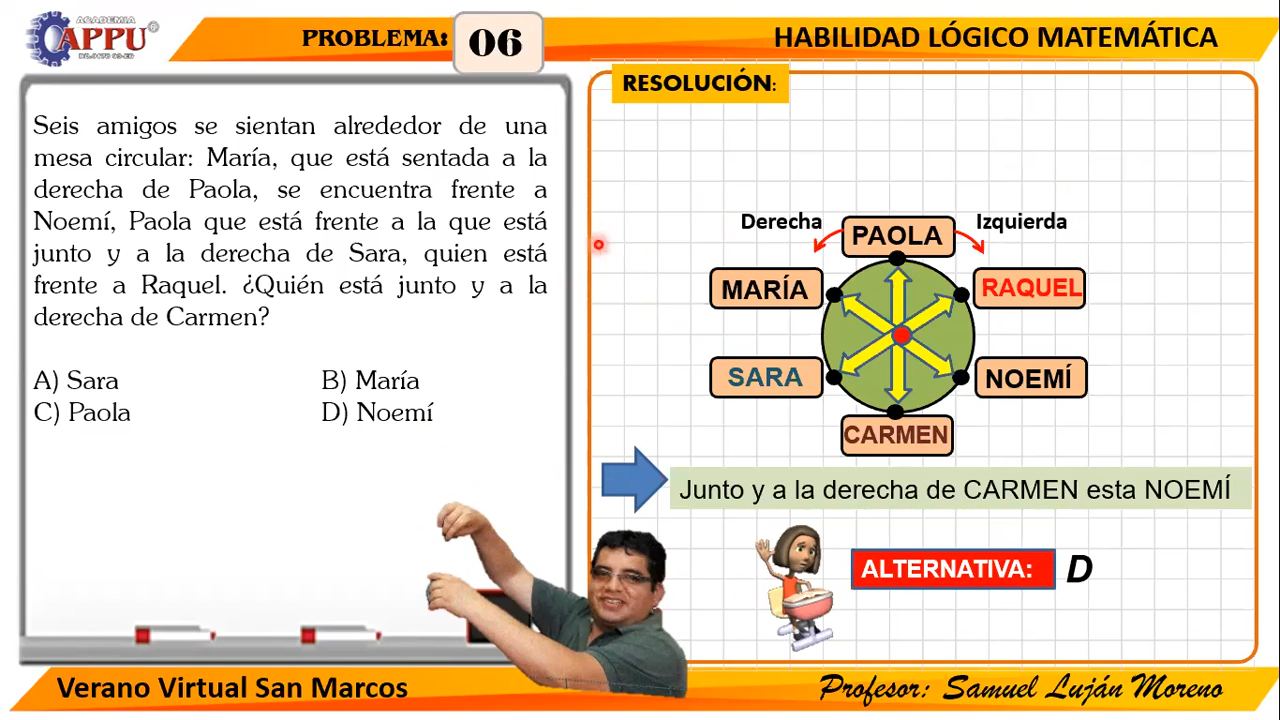 ACADEMIA
APPU
PROBLEMA:
06
HABILIDAD LÓGICO MATEMÁTICA
RESOLUCIÓN:
Seis amigos se sientan alrededor de una
mesa circular: María, que está sentada a la
derecha de Paola, se encuentra frente a
Noemí, Paola que está frente a la que está
junto y a la derecha de Sara, quien está
frente a Raquel. ¿Quién está junto y a la
derecha de Carmen?
A) Sara
B) María
C) Paola
D) Noemí
Derecha
PAOLA
Izquierda
MARÍA
RAQUEL
SARA
NOEMÍ
CARMEN
Junto y a la derecha de CARMEN esta NOEMÍ
ALTERNATIVA:
D
Verano Virtual San Marcos
Profesor: Samuel Luján Moreno